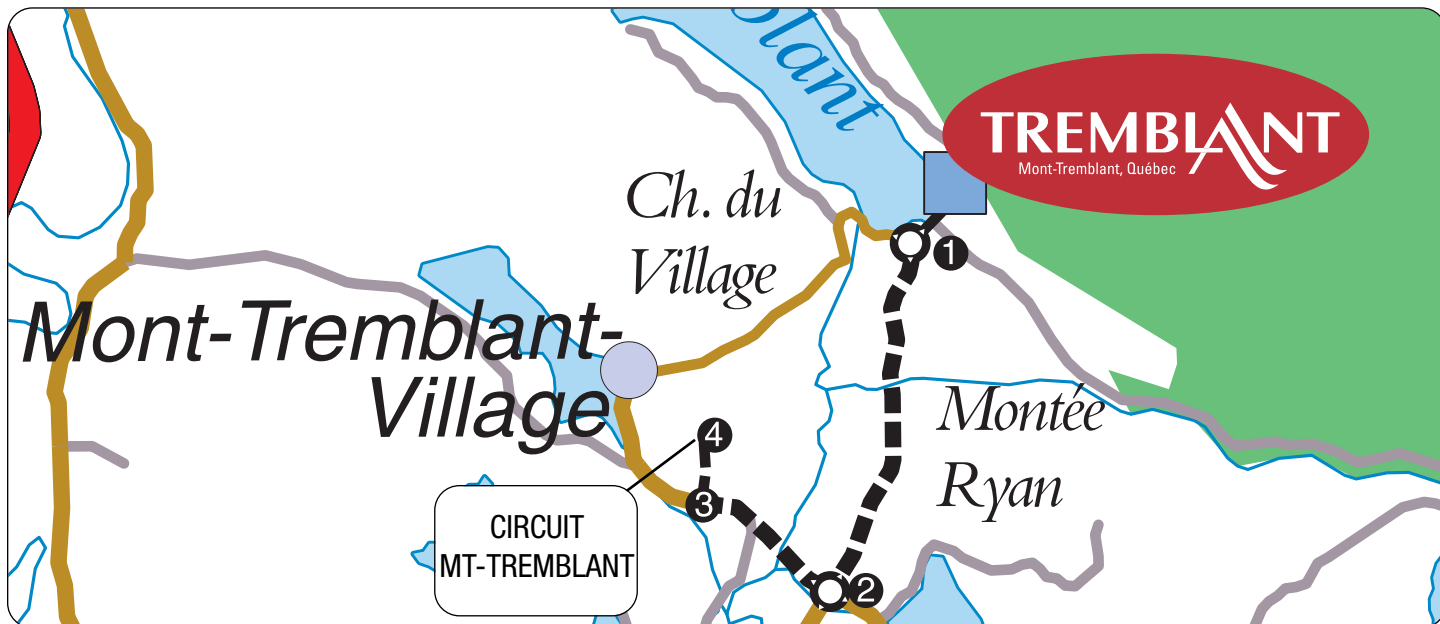 blant
TREMBLANT
Mont-Tremblant, Québec
Ch. du
Village
1
Mont-Tremblant-
Village
Montée
Ryan
4
3
CIRCUIT
MT-TREMBLANT
2